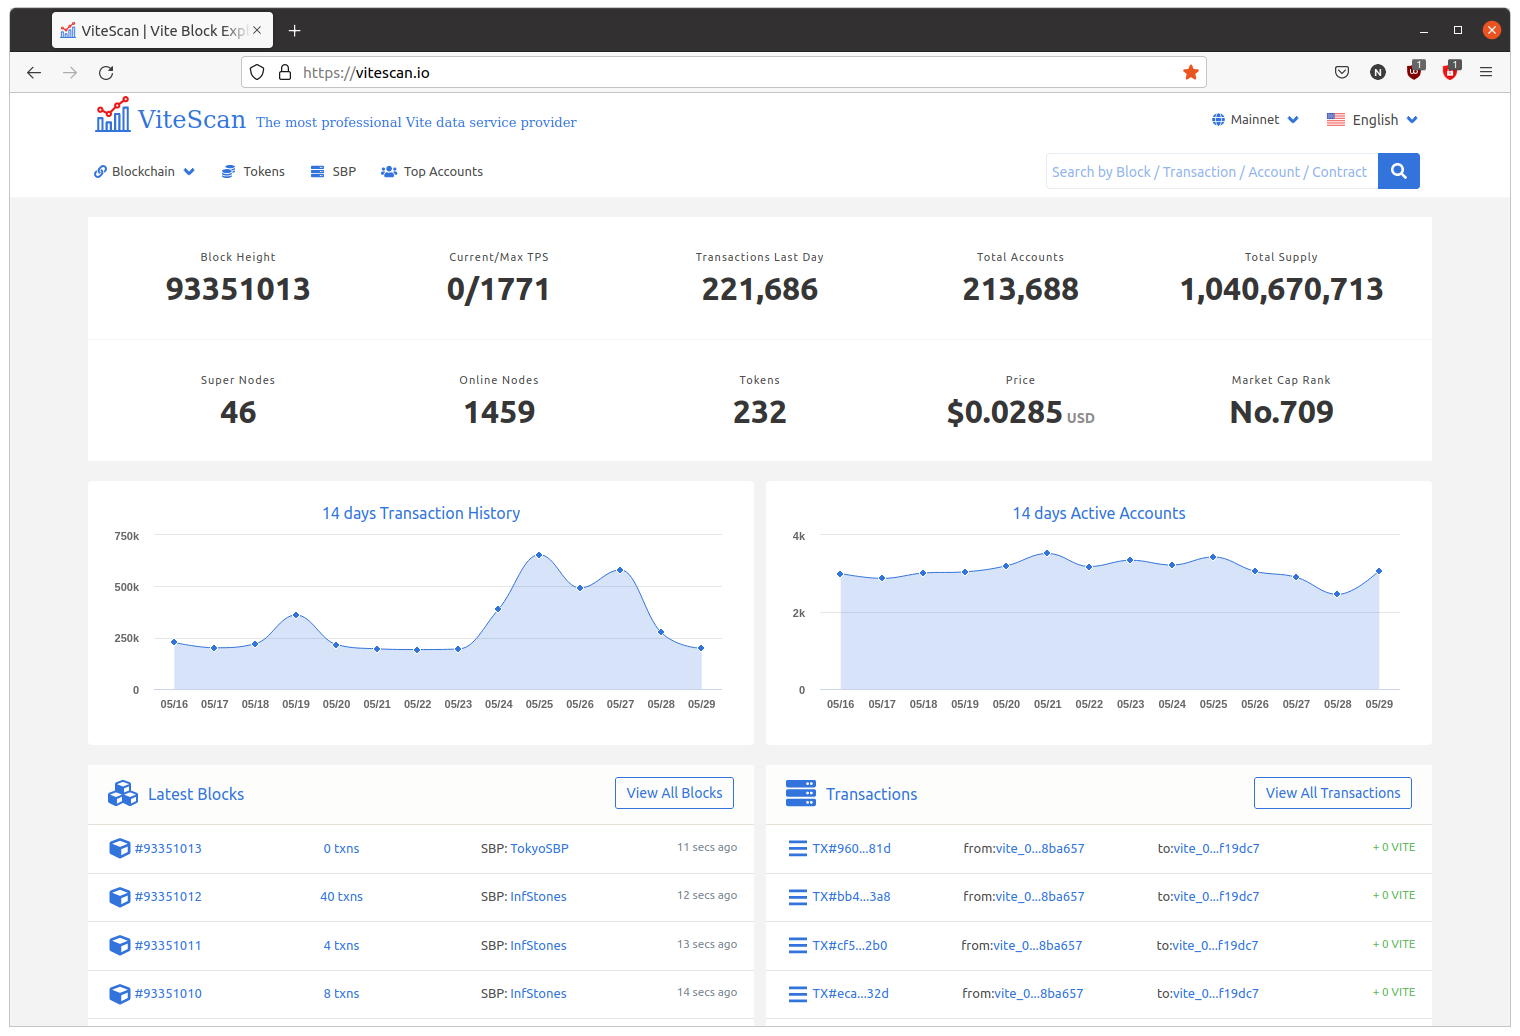 ViteScan | Vite Block Exp
https://vitescan.io
N
1
1
ViteScan The most professional Vite data service provider
Mainnet English
Blockchain Tokens SBP Top Accounts
Search by Block / Transaction / Account / Contract
Block Height Current/Max TPS Transactions Last Day Total Accounts Total Supply
93351013 0/1771 221,686 213,688 1,040,670,713
Super Nodes Online Nodes Tokens Price Market Cap Rank
46 1459 232 $0.0285 USD No.709
14 days Transaction History
750k
500k
250k
0
05/16 05/17 05/18 05/19 05/20 05/21 05/22 05/23 05/24 05/25 05/26 05/27 05/28 05/29
14 days Active Accounts
4k
2k
0
05/16 05/17 05/18 05/19 05/20 05/21 05/22 05/23 05/24 05/25 05/26 05/27 05/28 05/29
Latest Blocks View All Blocks
#93351013 0 txns SBP: TokyoSBP 11 secs ago
#93351012 40 txns SBP: InfStones 12 secs ago
#93351011 4 txns SBP: InfStones 13 secs ago
#93351010 8 txns SBP: InfStones 14 secs ago
Transactions View All Transactions
TX#960...81d from:vite_0...8ba657 to:vite_0...f19dc7 + 0 VITE
TX#bb4...3a8 from:vite_0...8ba657 to:vite_0...f19dc7 + 0 VITE
TX#cf5...2b0 from:vite_0...8ba657 to:vite_0...f19dc7 + 0 VITE
TX#eca...32d from:vite_0...8ba657 to:vite_0...f19dc7 + 0 VITE